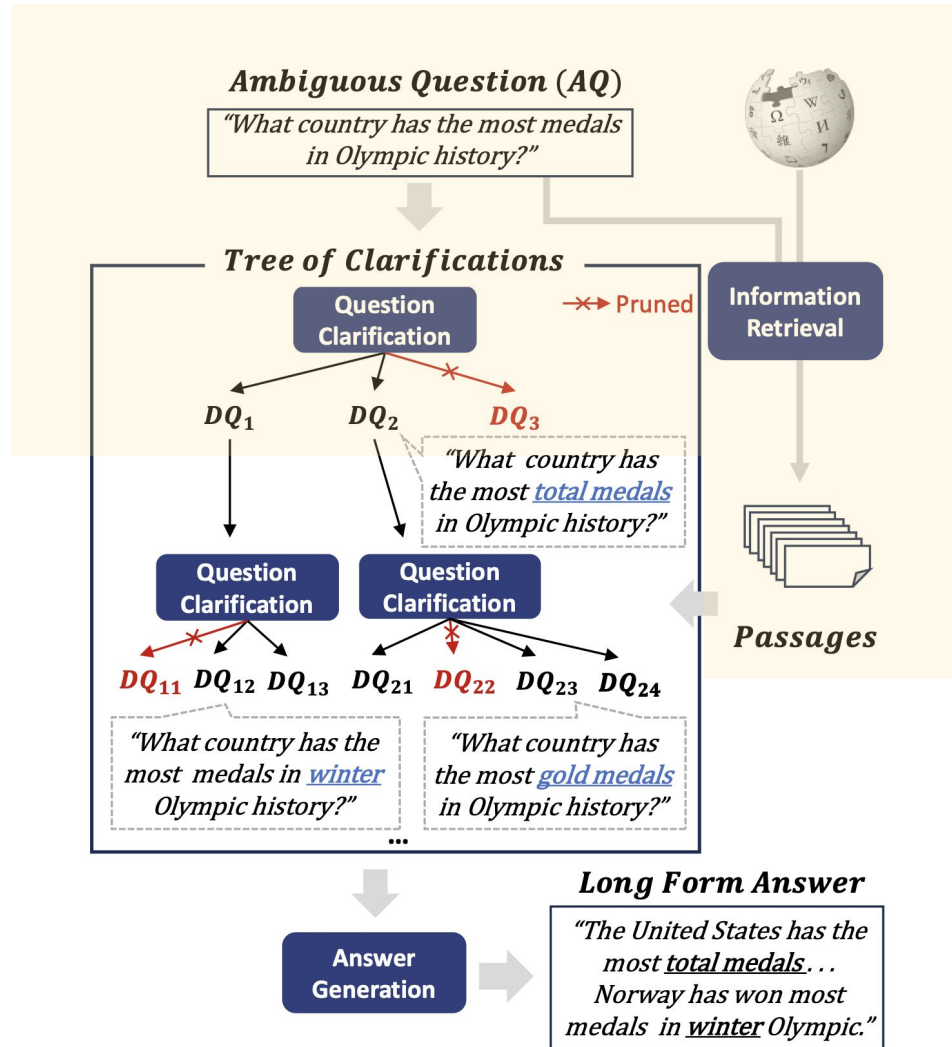 Ambiguous Question (AQ)
“What country has the most medals
in Olympic history?”
Ω
W
維
И
7
Tree of Clarifications
Question
Clarification
Pruned
Information
Retrieval
DQ₁
DQ₂
DQ₃
“What country has
the most total medals
in Olympic history?”
Question
Clarification
Question
Clarification
Passages
DQ₁₁ DQ₁₂ DQ₁₃ DQ₂₁ DQ₂₂ DQ₂₃ DQ₂₄
“What country has the
most medals in winter
Olympic history?”
“What country has
the most gold medals
in Olympic history?”
...
Long Form Answer
Answer
Generation
“The United States has the
most total medals...
Norway has won most
medals in winter Olympic.”